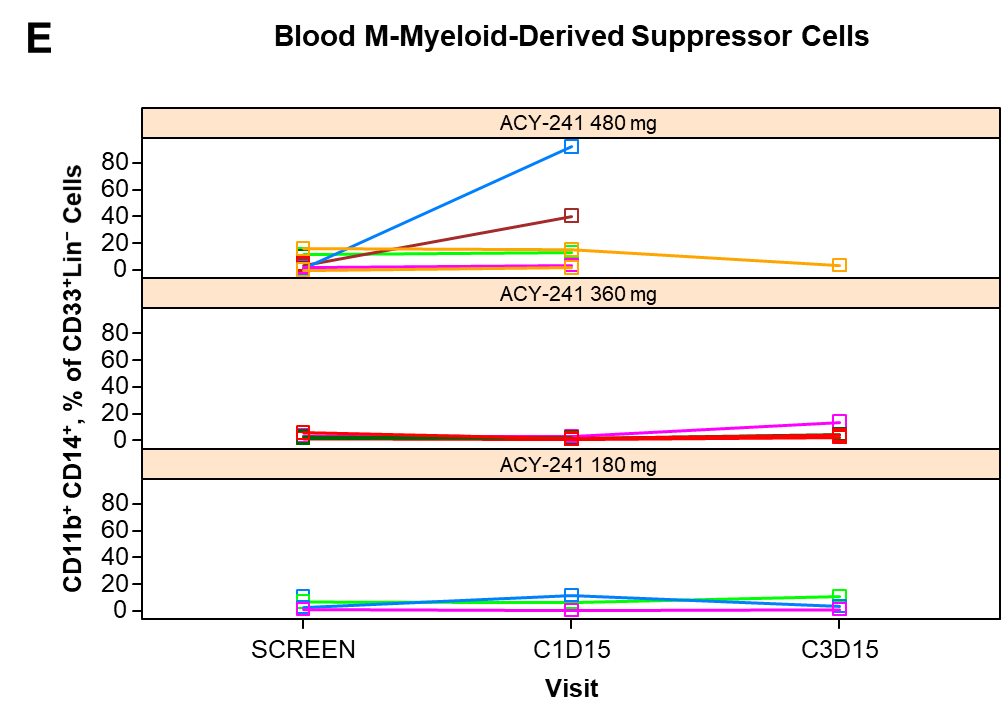 E
Blood M-Myeloid-Derived Suppressor Cells
CD11b⁺ CD14⁺, % of CD33⁺Lin⁻ Cells
ACY-241 480 mg
80
60
40
20
0
ACY-241 360 mg
80
60
40
20
0
ACY-241 180 mg
80
60
40
20
0
SCREEN C1D15 C3D15
Visit